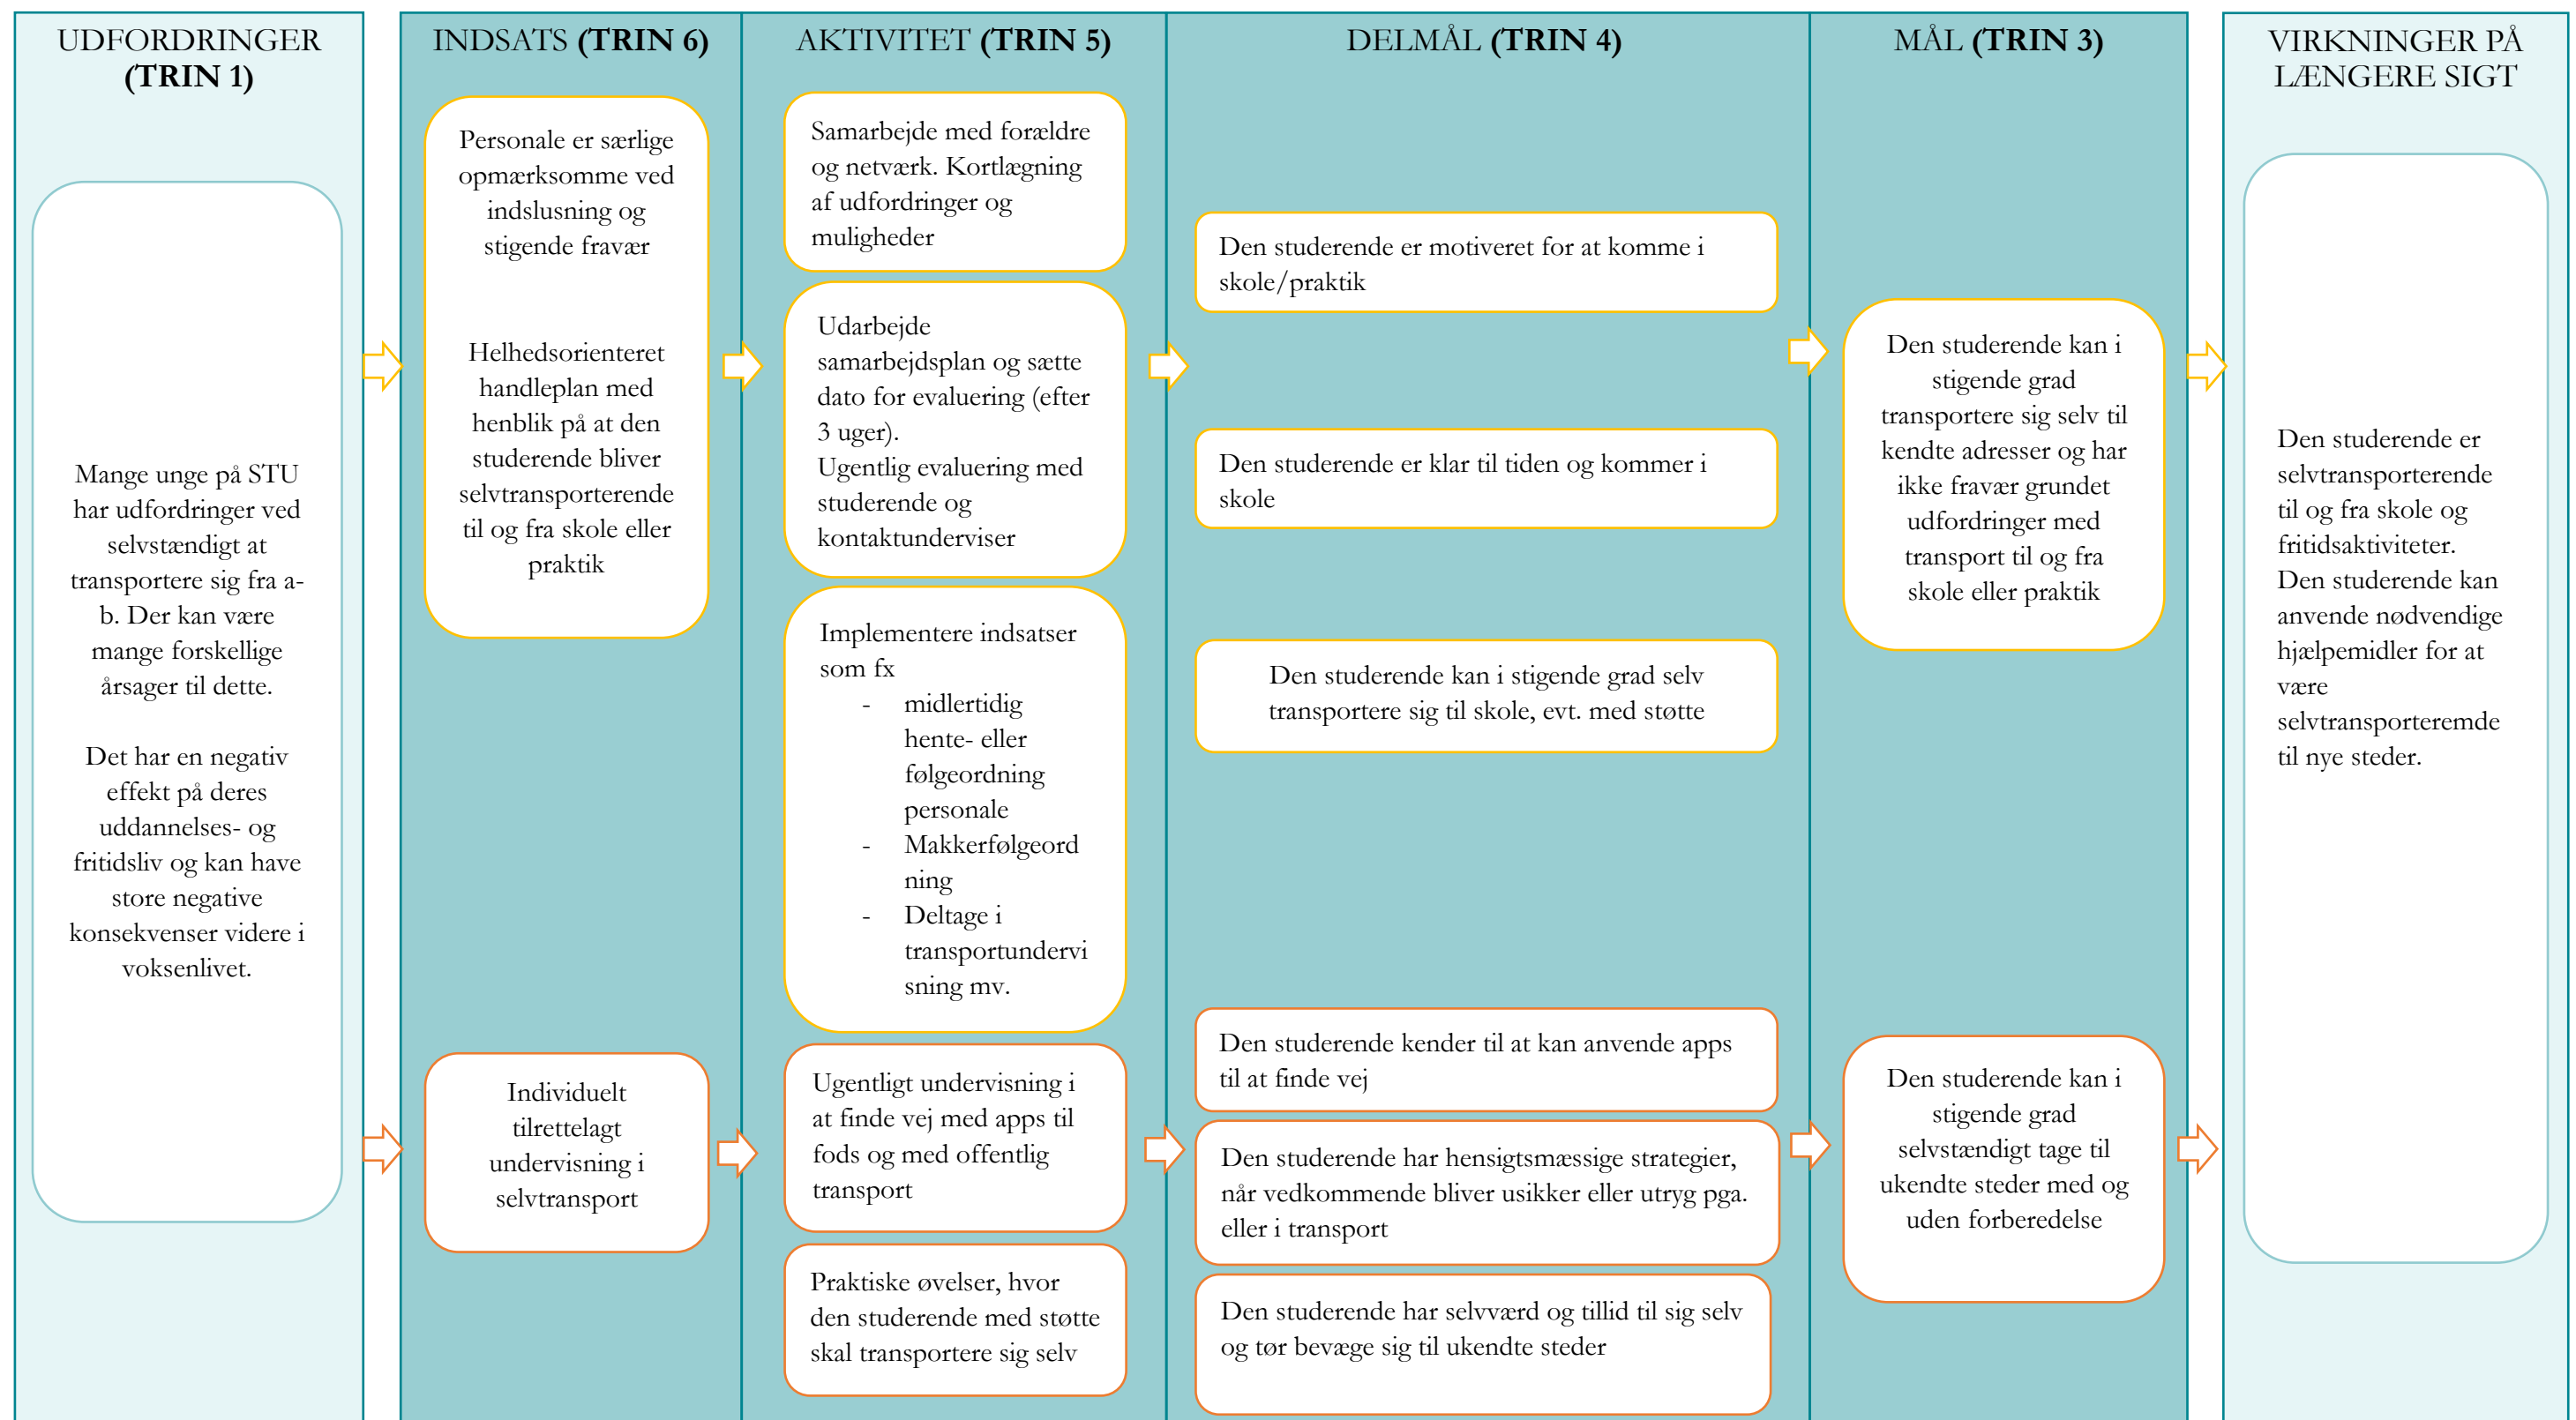 UDFORDRINGER
(TRIN 1)
Mange unge på STU
har udfordringer ved
selvstændigt at
transportere sig fra a-
b. Der kan være
mange forskellige
årsager til dette.
Det har en negativ
effekt på deres
uddannelses- og
fritidsliv og kan have
store negative
konsekvenser videre i
voksenlivet.
INDSATS (TRIN 6)
Personale er særlige
opmærksomme ved
indslusning og
stigende fravær
Helhedsorienteret
handleplan med
henblik på at den
studerende bliver
selvtransporterende
til og fra skole eller
praktik
Individuelt
tilrettelagt
undervisning i
selvtransport
AKTIVITET (TRIN 5)
Samarbejde med forældre
og netværk. Kortlægning
af udfordringer og
muligheder
Udarbejde
samarbejdsplan og sætte
dato for evaluering (efter
3 uger).
Ugentlig evaluering med
studerende og
kontaktunderviser
Implementere indsatser
som fx
- midlertidig
hente- eller
følgeordning
personale
- Makkerfølgeord
ning
- Deltage i
transportundervi
sning mv.
Ugentligt undervisning i
at finde vej med apps til
fods og med offentlig
transport
Praktiske øvelser, hvor
den studerende med støtte
skal transportere sig selv
DELMÅL (TRIN 4)
Den studerende er motiveret for at komme i
skole/praktik
Den studerende er klar til tiden og kommer i
skole
Den studerende kan i stigende grad selv
transportere sig til skole, evt. med støtte
Den studerende kender til at kan anvende apps
til at finde vej
Den studerende har hensigtsmæssige strategier,
når vedkommende bliver usikker eller utryg pga.
eller i transport
Den studerende har selvværd og tillid til sig selv
og tør bevæge sig til ukendte steder
MÅL (TRIN 3)
Den studerende kan i
stigende grad
transportere sig selv til
kendte adresser og har
ikke fravær grundet
udfordringer med
transport til og fra
skole eller praktik
Den studerende kan i
stigende grad
selvstændigt tage til
ukendte steder med og
uden forberedelse
VIRKNINGER PÅ
LÆNGERE SIGT
Den studerende er
selvtransporterende
til og fra skole og
fritidsaktiviteter.
Den studerende kan
anvende nødvendige
hjælpemidler for at
være
selvtransporteremde
til nye steder.